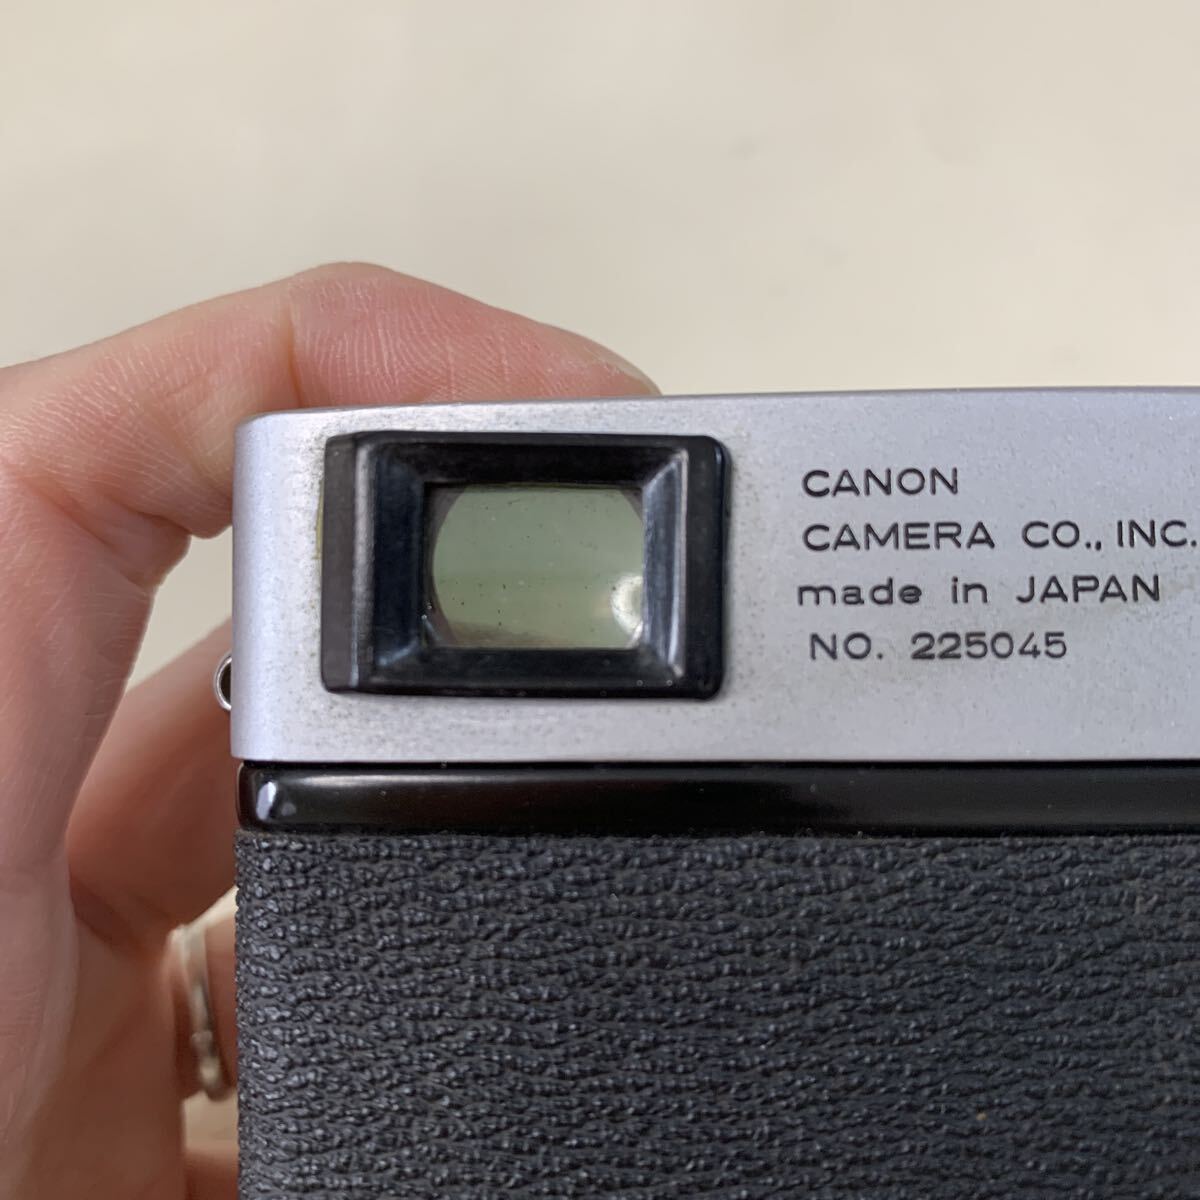 CANON
CAMERA CO., INC.
made in JAPAN
NO. 225045